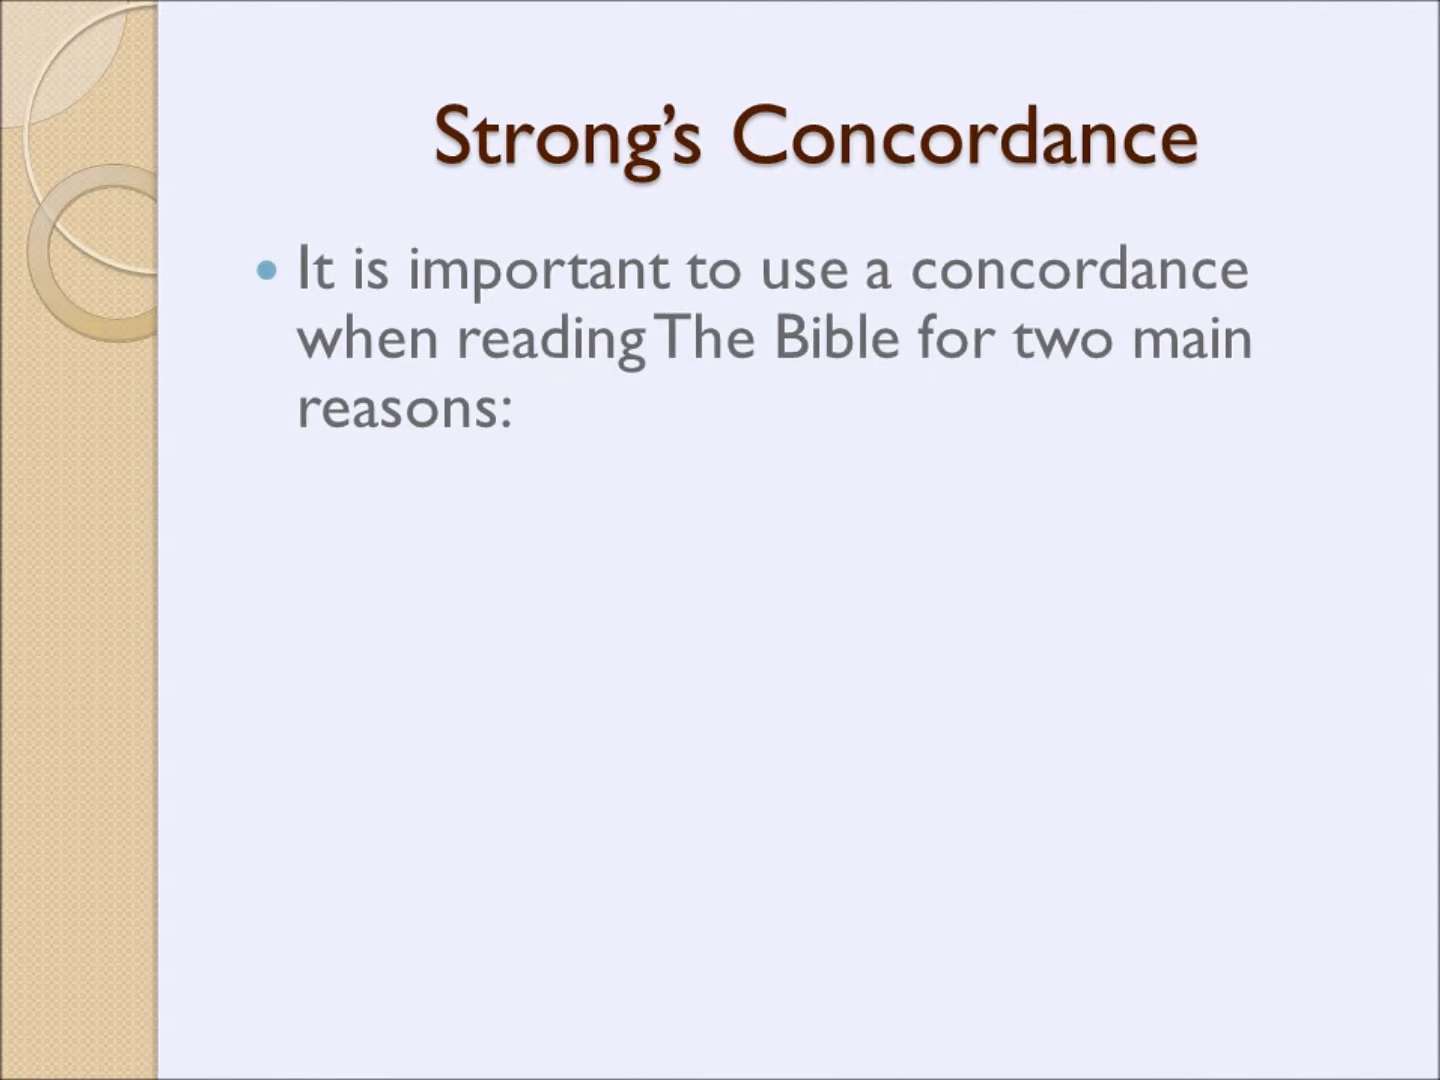 Strong’s Concordance
• It is important to use a concordance
when reading The Bible for two main
reasons: